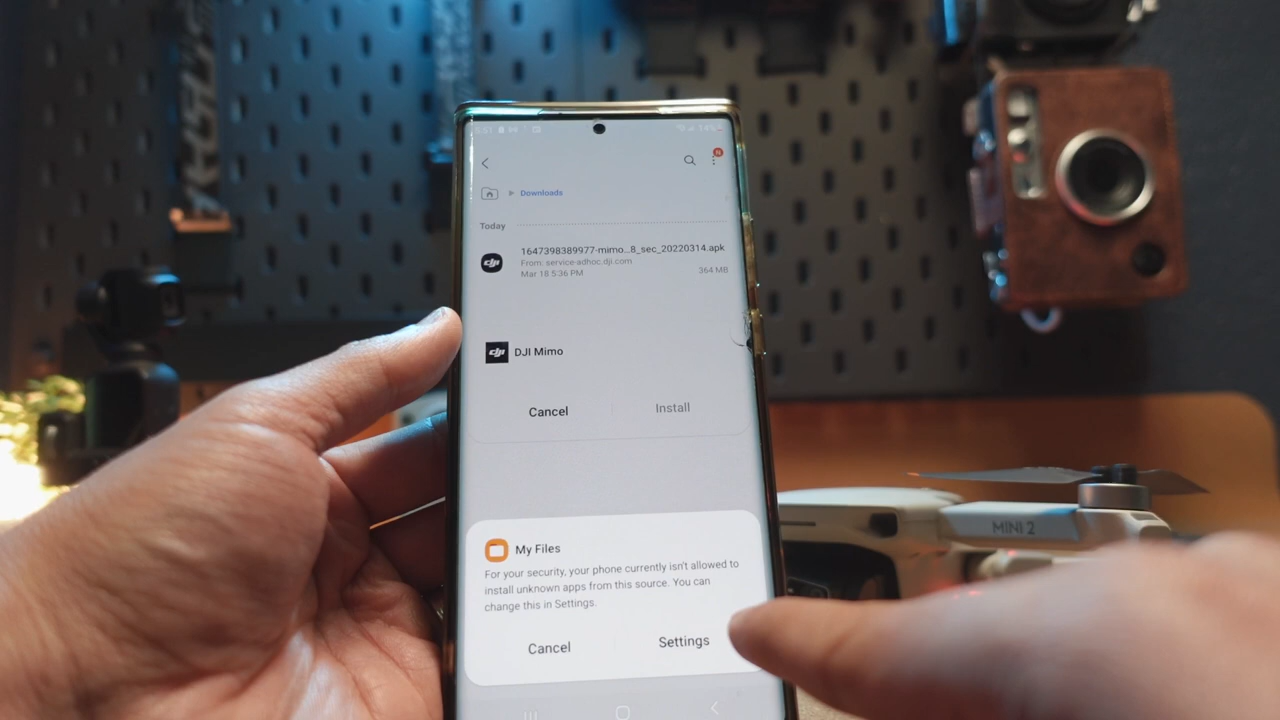 Downloads
Today
1647398389977-mimo...8_sec_20220314.apk
From: service-adhoc.dji.com
Mar 18 5:36 PM 364 MB
dji
dji DJI Mimo
Cancel Install
My Files
For your security, your phone currently isn't allowed to
install unknown apps from this source. You can
change this in Settings.
Cancel Settings
MINI 2